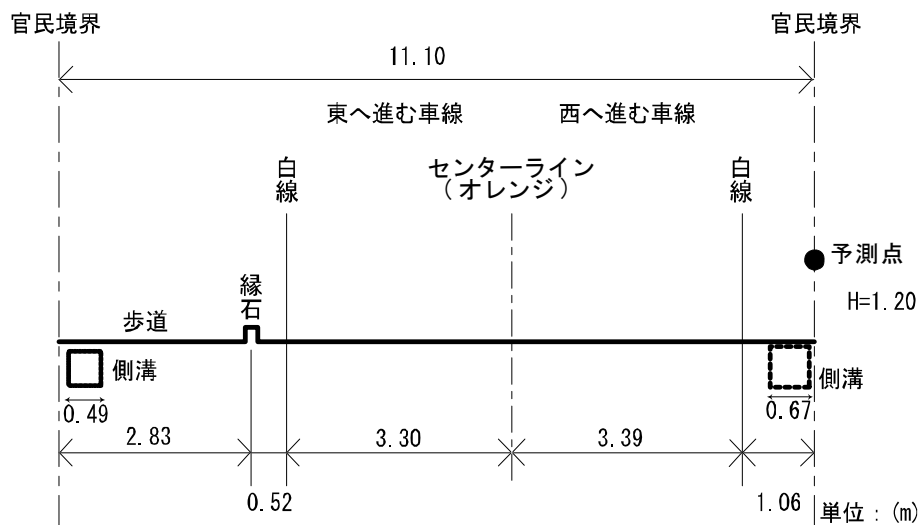 官民境界
官民境界
11.10
東へ進む車線
西へ進む車線
白線
センターライン
(オレンジ)
白線
予測点
H=1.20
縁石
歩道
側溝
側溝
0.49
0.67
2.83
3.30
3.39
0.52
1.06
単位：(m)